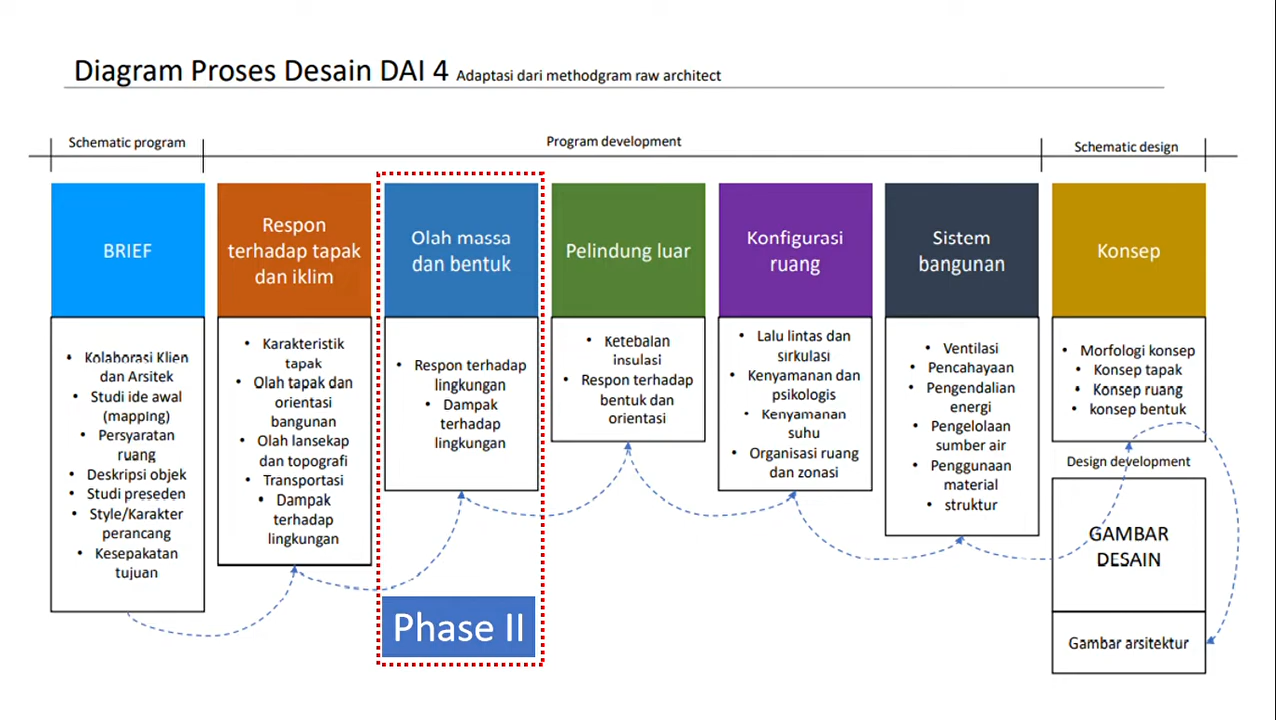 Diagram Proses Desain DAI 4 Adaptasi dari methodgram raw architect
Schematic program
Program development
Schematic design
BRIEF
• Kolaborasi Klien
dan Arsitek
• Studi ide awal
(mapping)
• Persyaratan
ruang
• Deskripsi objek
• Studi preseden
• Style/Karakter
perancang
• Kesepakatan
tujuan
Respon
terhadap tapak
dan iklim
• Karakteristik
tapak
• Olah tapak dan
orientasi
bangunan
• Olah lansekap
dan topografi
• Transportasi
• Dampak
terhadap
lingkungan
Olah massa
dan bentuk
• Respon terhadap
lingkungan
• Dampak
terhadap
lingkungan
Phase II
Pelindung luar
• Ketebalan
insulasi
• Respon terhadap
bentuk dan
orientasi
Konfigurasi
ruang
• Lalu lintas dan
sirkulasi
• Kenyamanan dan
psikologis
• Kenyamanan
suhu
• Organisasi ruang
dan zonasi
Sistem
bangunan
• Ventilasi
• Pencahayaan
• Pengendalian
energi
• Pengelolaan
sumber air
• Penggunaan
material
• struktur
Konsep
• Morfologi konsep
• Konsep tapak
• Konsep ruang
• konsep bentuk
Design development
GAMBAR
DESAIN
Gambar arsitektur